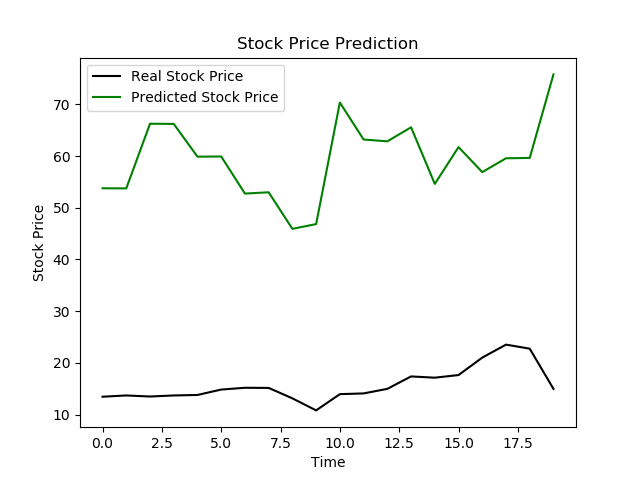 Stock Price Prediction
Real Stock Price
Predicted Stock Price
Stock Price
70
60
50
40
30
20
10
0.0 2.5 5.0 7.5 10.0 12.5 15.0 17.5
Time